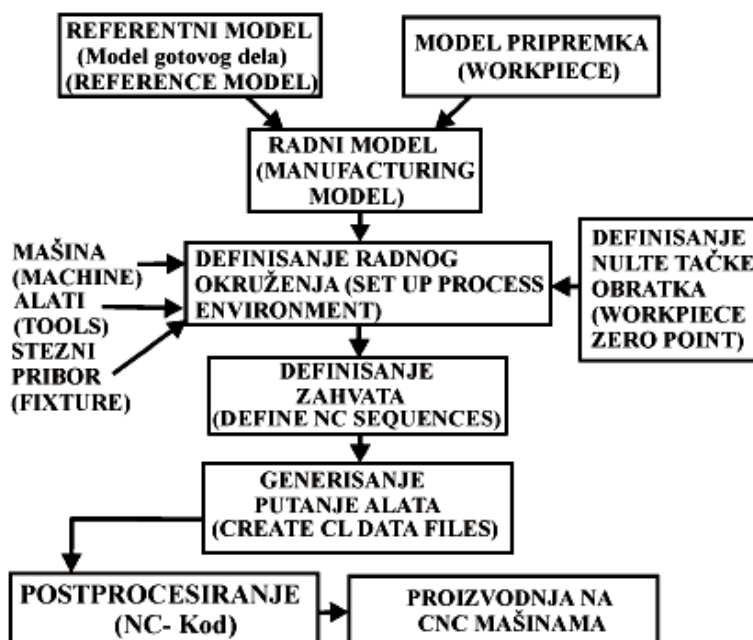 REFERENTNI MODEL
(Model gotovog dela)
(REFERENCE MODEL)
MODEL PRIPREMKA
(WORKPIECE)
RADNI MODEL
(MANUFACTURING
MODEL)
MAŠINA
(MACHINE)
ALATI
(TOOLS)
STEZNI
PRIBOR
(FIXTURE)
DEFINISANJE RADNOG
OKRUŽENJA (SET UP PROCESS
ENVIRONMENT)
DEFINISANJE
NULTE TAČKE
OBRATKA
(WORKPIECE
ZERO POINT)
DEFINISANJE
ZAHVATA
(DEFINE NC SEQUENCES)
GENERISANJE
PUTANJE ALATA
(CREATE CL DATA FILES)
POSTPROCESIRANJE
(NC- Kod)
PROIZVODNJA NA
CNC MAŠINAMA